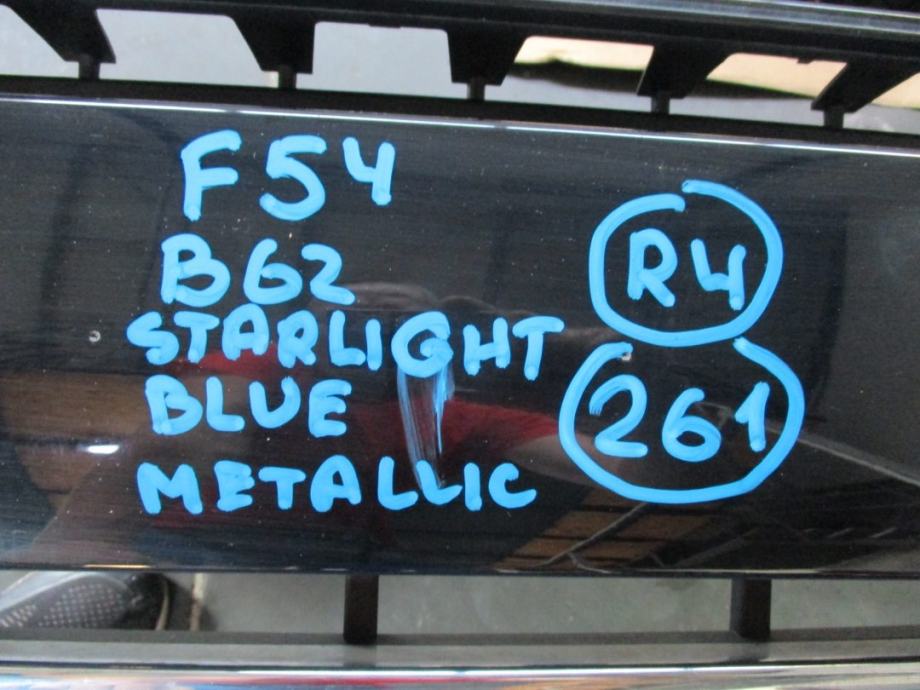 F54
B62
STARLIGHT
BLUE
METALLIC
R4
261